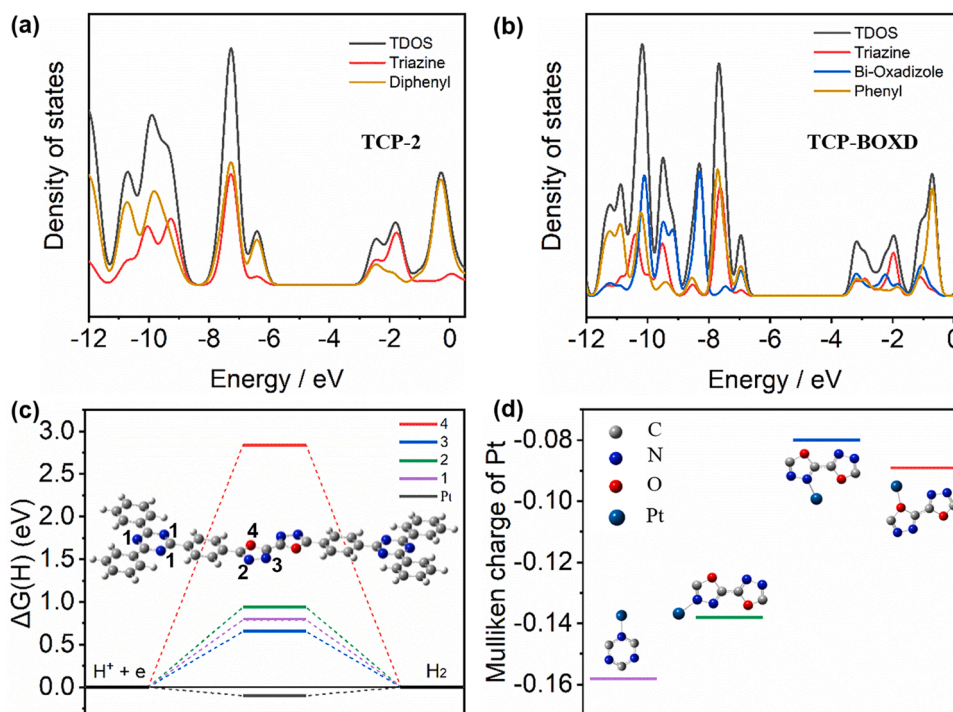 (a)
Density of states
TDOS
Triazine
Diphenyl
TCP-2
-12
-10
-8
-6
-4
-2
0
Energy / eV
(b)
Density of states
TDOS
Triazine
Bi-Oxadizole
Phenyl
TCP-BOXD
-12
-10
-8
-6
-4
-2
0
Energy / eV
(c)
ΔG(H) (eV)
3.0
2.5
2.0
1.5
1.0
0.5
0.0
4
3
2
1
Pt
1
1
1
4
2
3
H⁺ + e
H₂
(d)
Mulliken charge of Pt
-0.08
-0.10
-0.12
-0.14
-0.16
C
N
O
Pt